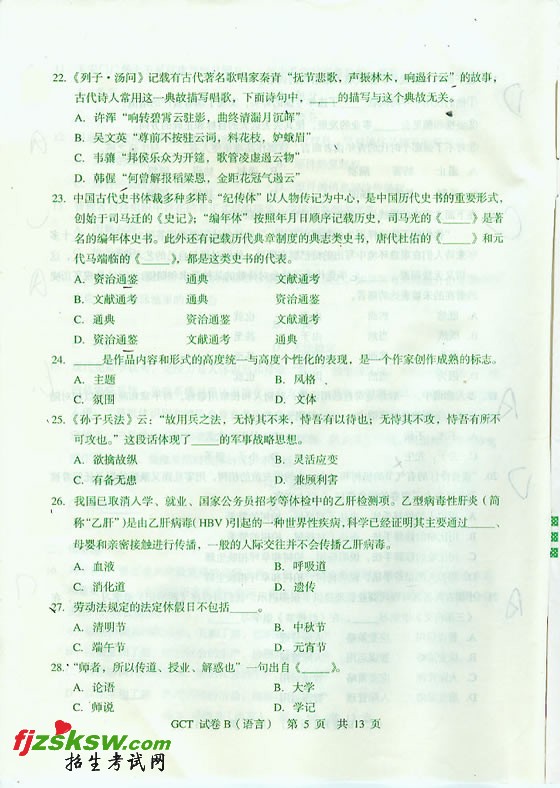 22. 《列子·汤问》记载有古代著名歌唱家秦青“抚节悲歌，声振林木，响遏行云”的故事，
古代诗人常用这一典故描写唱歌，下面诗句中，____的描写与这个典故无关。
A. 许浑“响转碧霄云驻影，曲终清漏月沉晖”
B. 吴文英“尊前不按驻云词，料花枝、妒蛾眉”
C. 韦骧“邦侯乐众为开筵，歌管凌虚遏云物”
D. 韩偓“何曾解报稻粱恩，金距花冠气遏云”
23. 中国古代史书体裁多种多样。“纪传体”以人物传记为中心，是中国历代史书的重要形式，
创始于司马迁的《史记》；“编年体”按照年月日顺序记载历史，司马光的《____》是著
名的编年体史书。此外还有记载历代典章制度的典志类史书，唐代杜佑的《____》和元
代马端临的《____》，都是这类史书的代表。
A. 资治通鉴 通典 文献通考
B. 文献通考 通典 资治通鉴
C. 通典 资治通鉴 文献通考
D. 资治通鉴 文献通考 通典
24. ____是作品内容和形式的高度统一与高度个性化的表现，是一个作家创作成熟的标志。
A. 主题 B. 风格
C. 氛围 D. 文体
25. 《孙子兵法》云：“故用兵之法，无恃其不来，恃吾有以待也；无恃其不攻，恃吾有所不
可攻也。”这段话体现了____的军事战略思想。
A. 欲擒故纵 B. 灵活应变
C. 有备无患 D. 兼顾利害
26. 我国已取消入学、就业、国家公务员招考等体检中的乙肝检测项。乙型病毒性肝炎（简
称“乙肝”）是由乙肝病毒(HBV)引起的一种世界性疾病，科学已经证明其主要通过____、
母婴和亲密接触进行传播，一般的人际交往并不会传播乙肝病毒。
A. 血液 B. 呼吸道
C. 消化道 D. 遗传
27. 劳动法规定的法定休假日不包括____。
A. 清明节 B. 中秋节
C. 端午节 D. 元宵节
28. “师者，所以传道、授业、解惑也”一句出自《____》。
A. 论语 B. 大学
C. 师说 D. 学记
GCT 试卷 B（语言） 第 5 页 共 13 页
fjzsksw.com
招生考试网